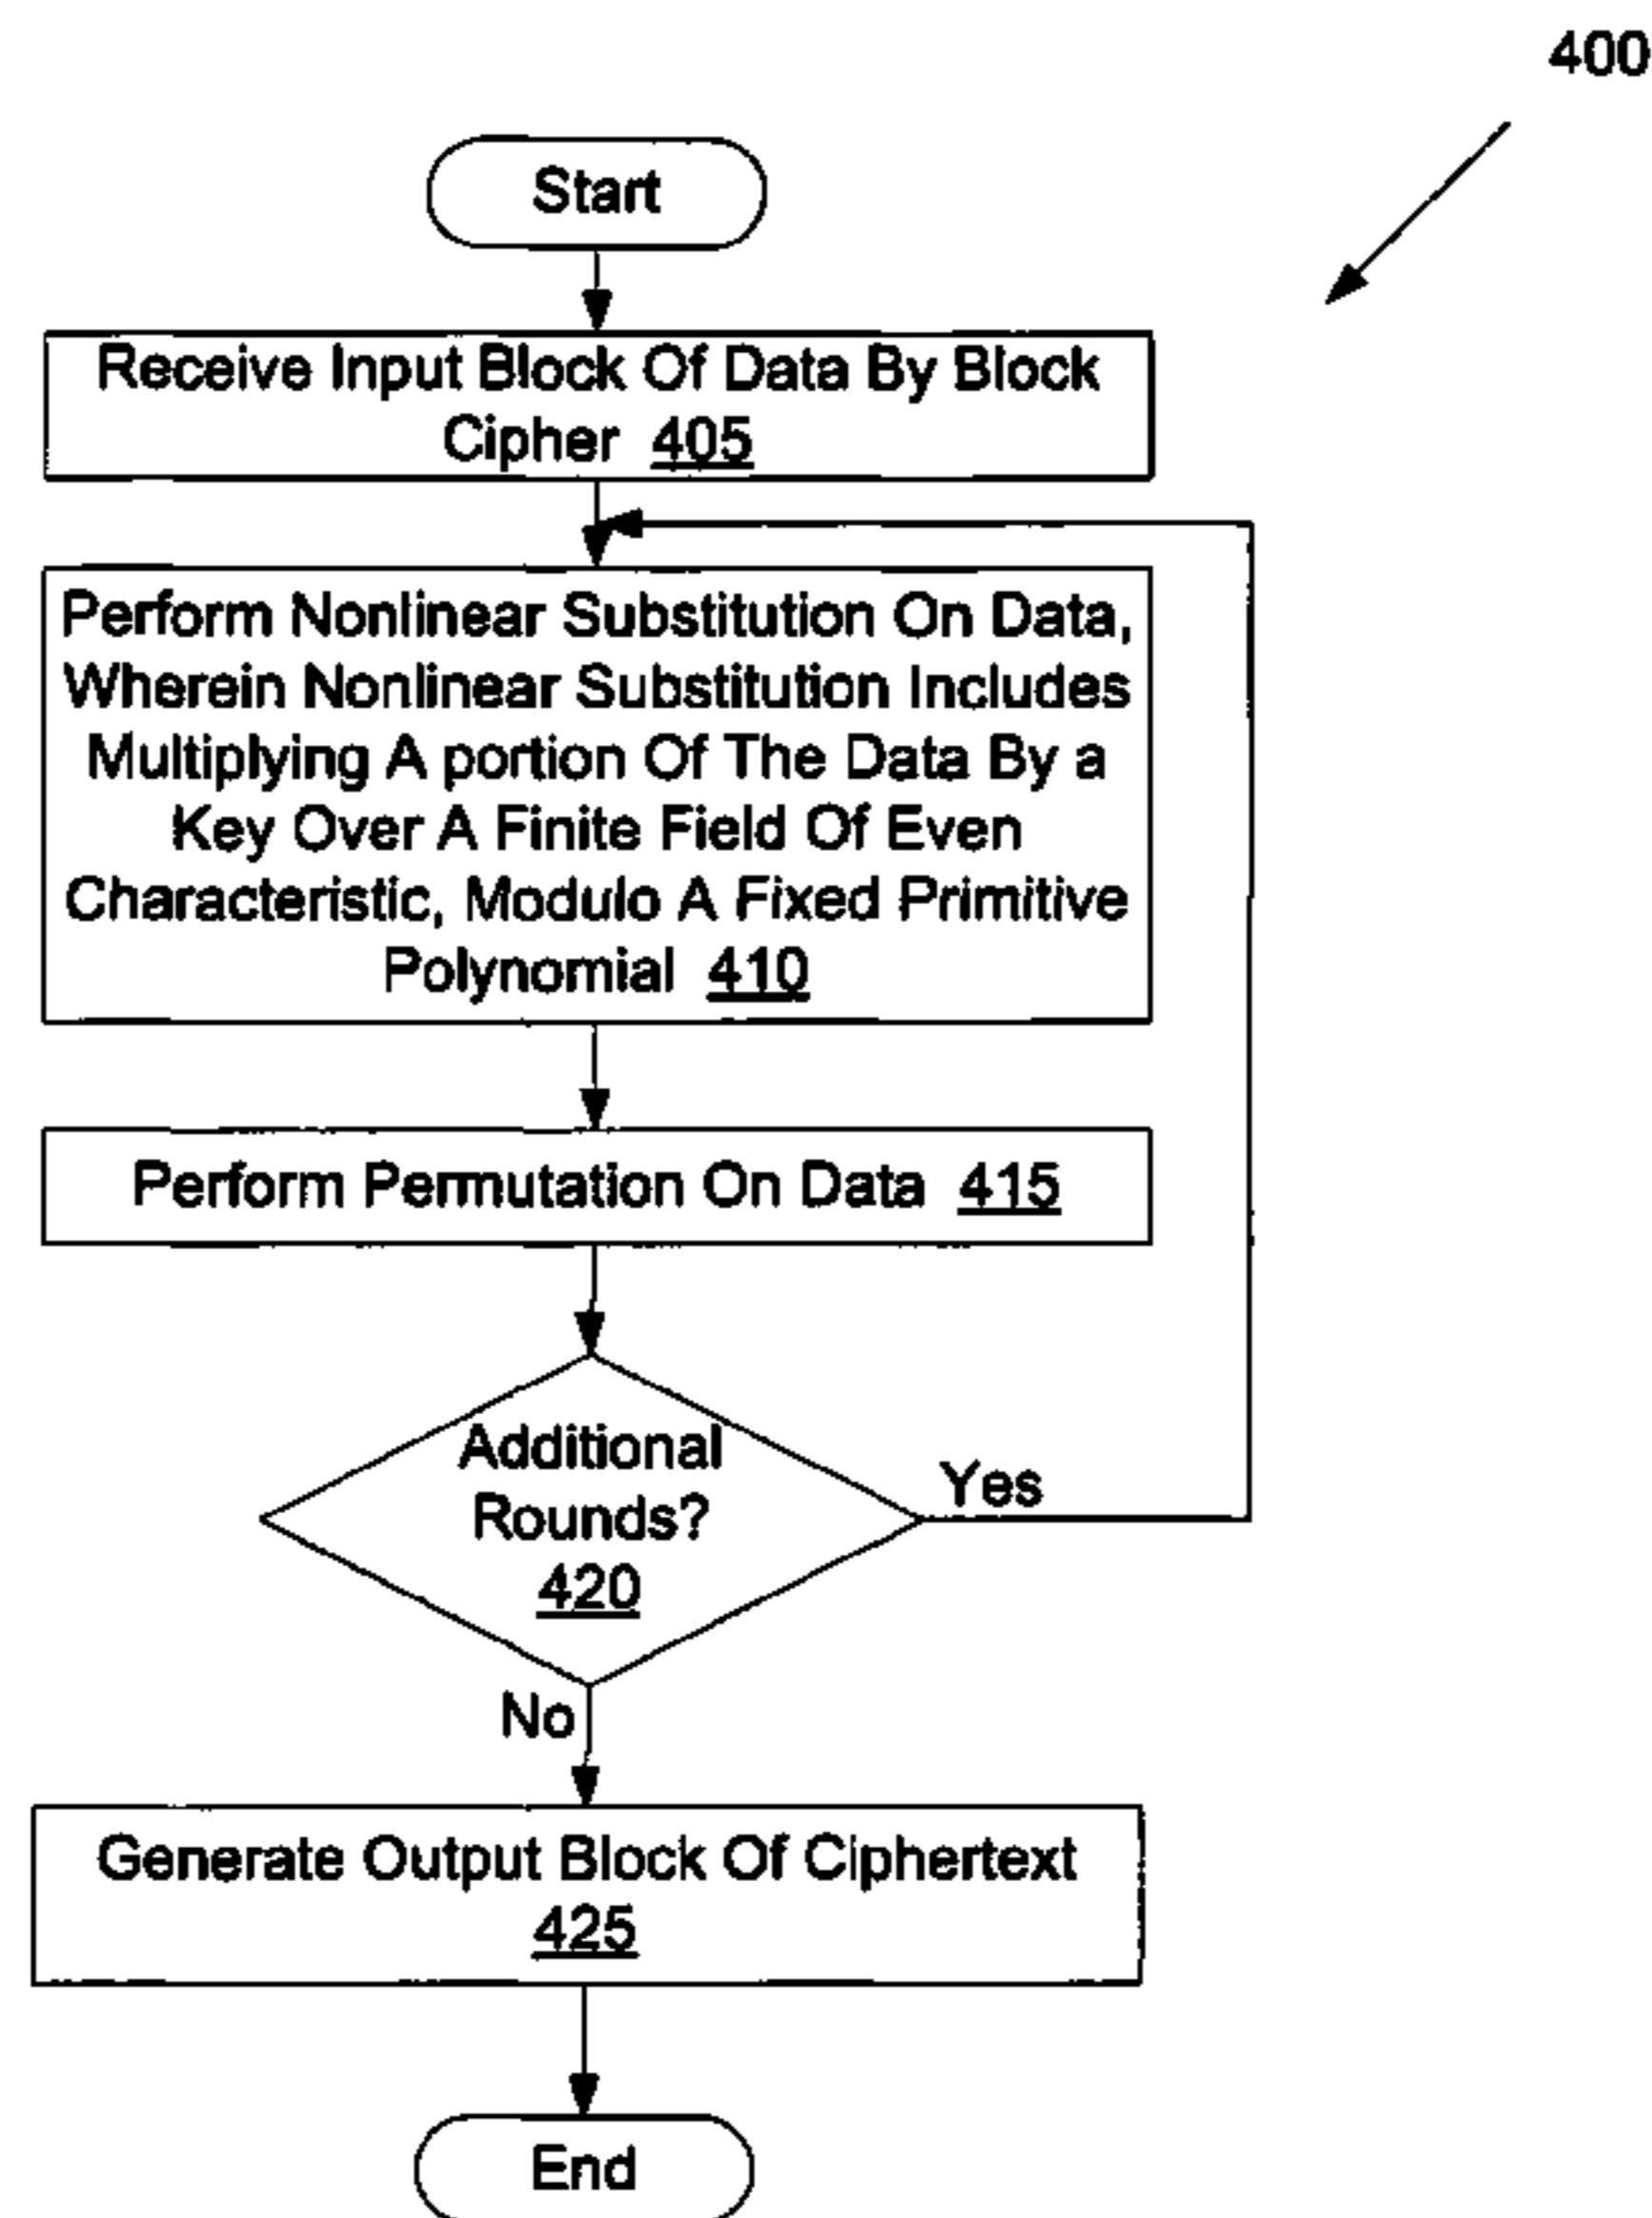 400
Start
Receive Input Block Of Data By Block
Cipher 405
Perform Nonlinear Substitution On Data,
Wherein Nonlinear Substitution Includes
Multiplying A portion Of The Data By a
Key Over A Finite Field Of Even
Characteristic, Modulo A Fixed Primitive
Polynomial 410
Perform Permutation On Data 415
Additional
Rounds?
420
Yes
No
Generate Output Block Of Ciphertext
425
End